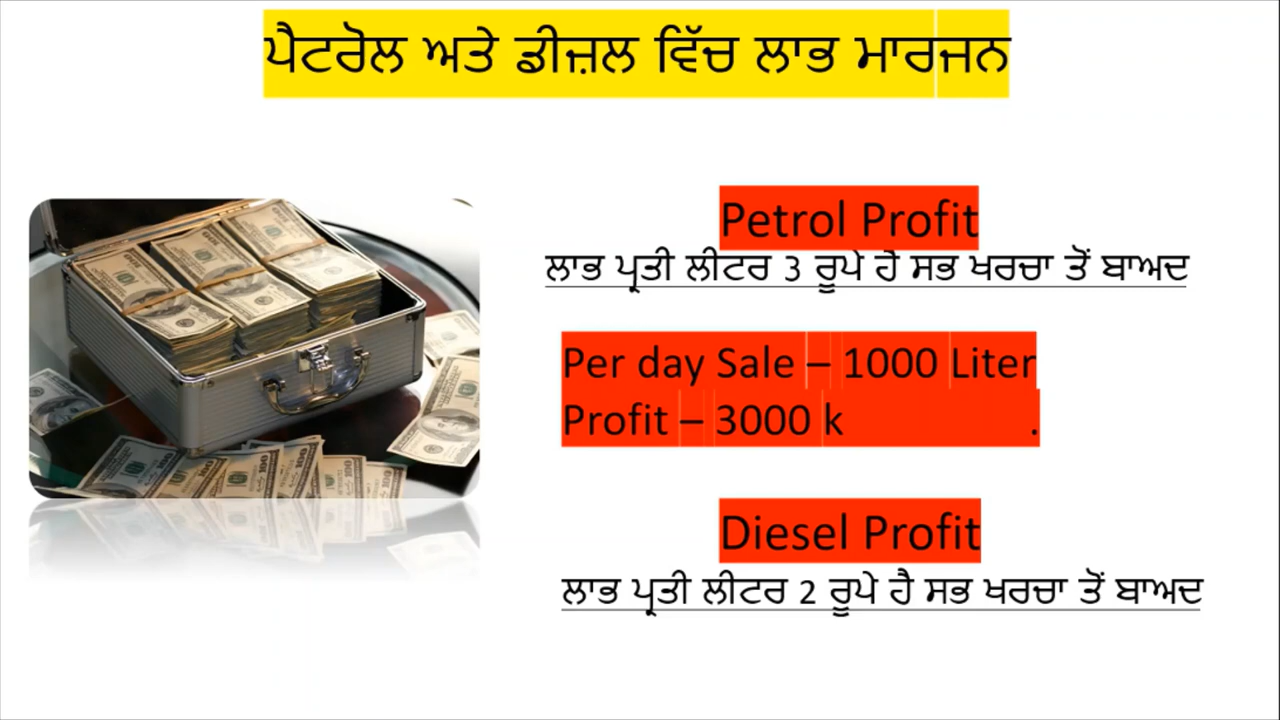 ਪੈਟਰੋਲ ਅਤੇ ਡੀਜ਼ਲ ਵਿੱਚ ਲਾਭ ਮਾਰਜਨ
Petrol Profit
ਲਾਭ ਪ੍ਰਤੀ ਲੀਟਰ 3 ਰੂਪੇ ਹੈ ਸਭ ਖਰਚਾ ਤੋਂ ਬਾਅਦ
Per day Sale – 1000 Liter
Profit – 3000 k .
Diesel Profit
ਲਾਭ ਪ੍ਰਤੀ ਲੀਟਰ 2 ਰੂਪੇ ਹੈ ਸਭ ਖਰਚਾ ਤੋਂ ਬਾਅਦ